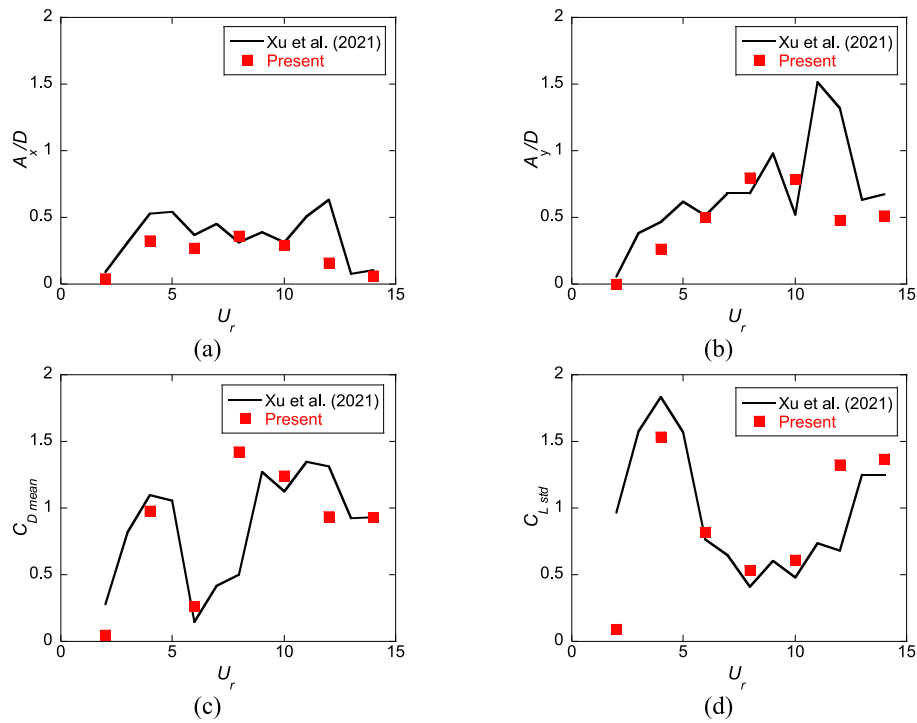 2
1.5
1
0.5
0
0 5 10 15
A_x/D
U_r
Xu et al. (2021)
Present
(a)
2
1.5
1
0.5
0
0 5 10 15
A_y/D
U_r
Xu et al. (2021)
Present
(b)
2
1.5
1
0.5
0
0 5 10 15
C_D mean
U_r
Xu et al. (2021)
Present
(c)
2
1.5
1
0.5
0
0 5 10 15
C_L std
U_r
Xu et al. (2021)
Present
(d)